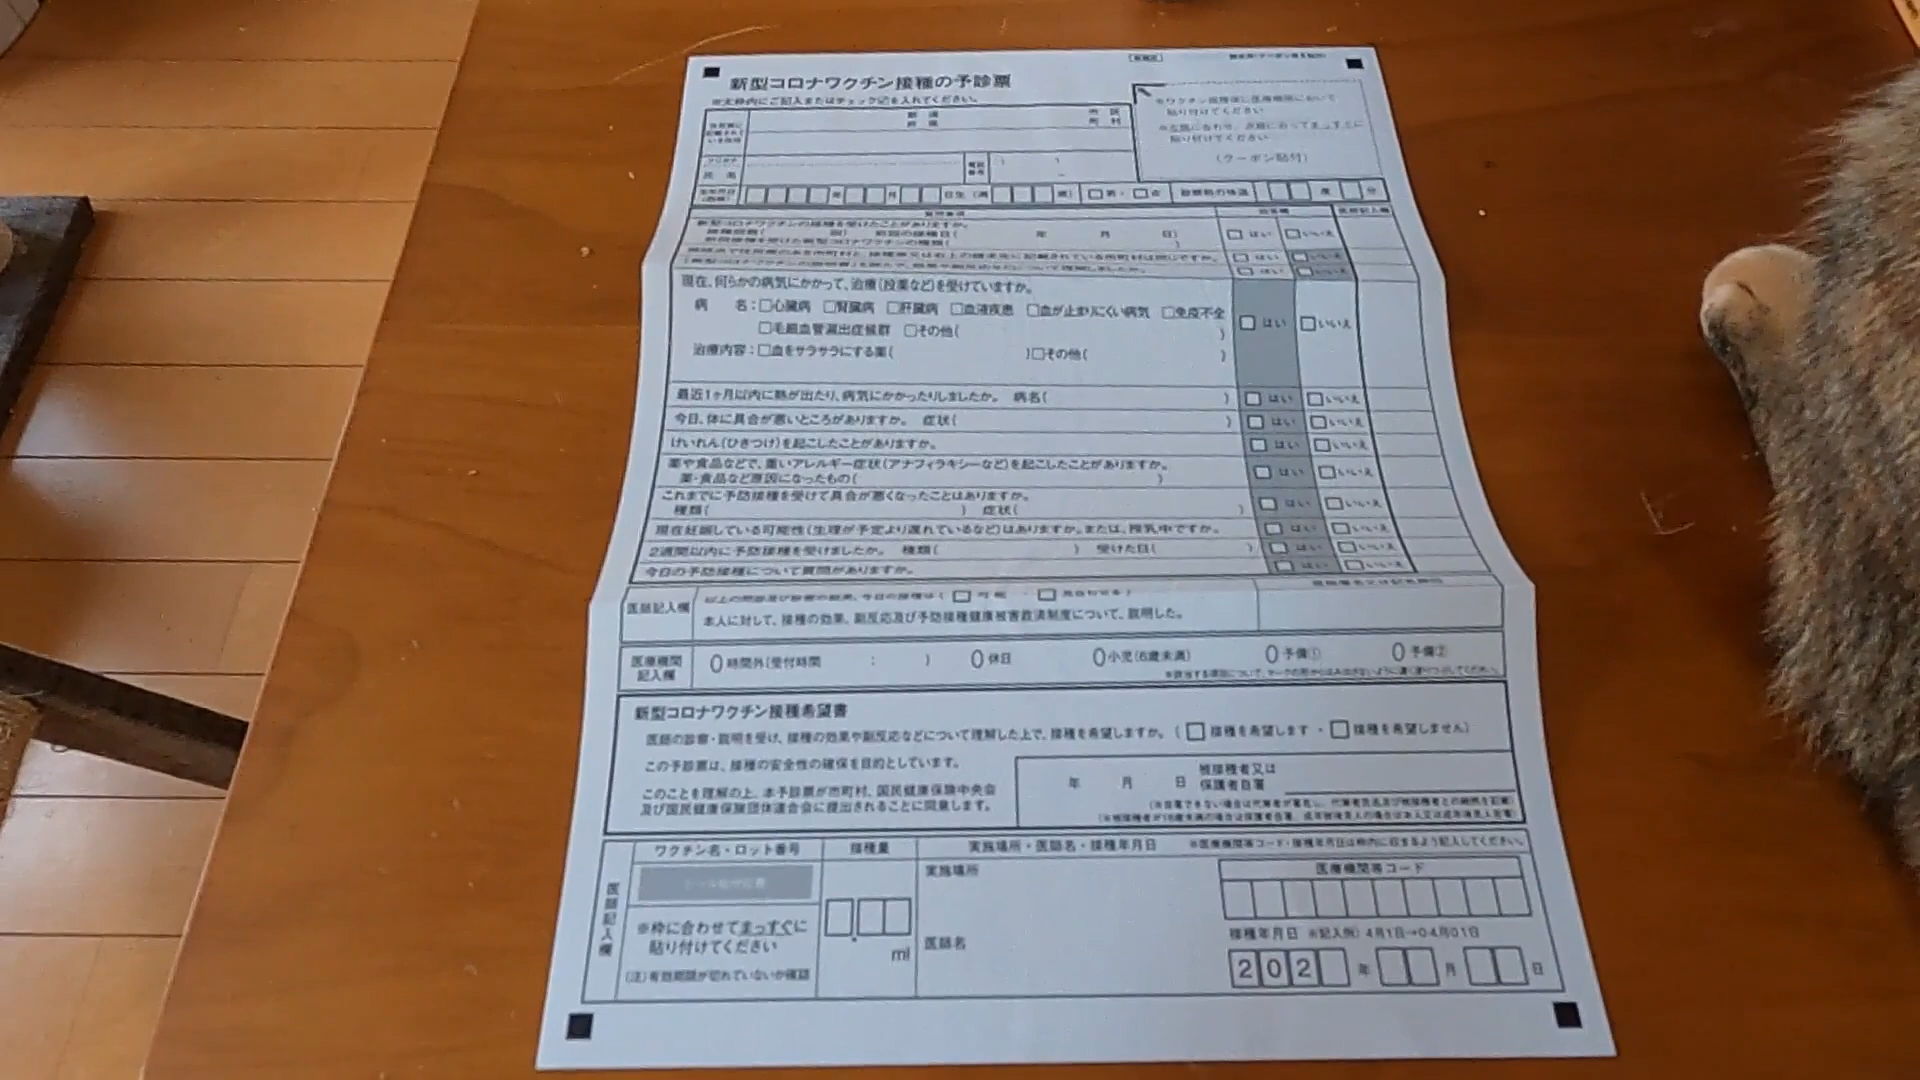 新型コロナワクチン接種の予診票
※太枠内にご記入またはチェック☑を入れてください。
都 道
府 県
市 区
町 村
※ワクチン接種後に医療機関において
貼り付けてください
貼り付けてください
(クーポン貼付)
フリガナ
氏 名
電話
番号
生年月日
(西暦)
年 月 日生 (満 歳) □男・□女 診察前の体温 度 分
質問事項 回答欄 医師記入欄
新型コロナワクチンの接種を受けたことがありますか。
接種回数( 回) 前回の接種日( 年 月 日)
前回接種を受けた新型コロナワクチンの種類( )
□はい □いいえ
□はい □いいえ
□はい □いいえ
現在、何らかの病気にかかって、治療(投薬など)を受けていますか。
病 名:□心臓病 □腎臓病 □肝臓病 □血液疾患 □血が止まりにくい病気 □免疫不全
□毛細血管漏出症候群 □その他( )
治療内容:□血をサラサラにする薬( )□その他( )
□はい □いいえ
最近1ヶ月以内に熱が出たり、病気にかかったりしましたか。 病名( ) □はい □いいえ
今日、体に具合が悪いところがありますか。 症状( ) □はい □いいえ
けいれん(ひきつけ)を起こしたことがありますか。 □はい □いいえ
薬や食品などで、重いアレルギー症状(アナフィラキシーなど)を起こしたことがありますか。
薬・食品など原因になったもの( )
□はい □いいえ
これまでに予防接種を受けて具合が悪くなったことはありますか。
種類( ) 症状( )
□はい □いいえ
現在妊娠している可能性(生理が予定より遅れているなど)はありますか。または、授乳中ですか。 □はい □いいえ
2週間以内に予防接種を受けましたか。 種類( ) 受けた日( ) □はい □いいえ
今日の予防接種について質問がありますか。 □はい □いいえ
医師記入欄
以上の問診及び診察の結果、今日の接種は(□可能・□見合わせる)
本人に対して、接種の効果、副反応及び予防接種健康被害救済制度について、説明した。
医療機関
記入欄
時間外(受付時間 : ) 休日 小児(6歳未満) 予備① 予備②
新型コロナワクチン接種希望書
医師の診察・説明を受け、接種の効果や副反応などについて理解した上で、接種を希望しますか。(□接種を希望します・□接種を希望しません)
この予診票は、接種の安全性の確保を目的としています。
このことを理解の上、本予診票が市町村、国民健康保険中央会
及び国民健康保険団体連合会に提出されることに同意します。
年 月 日 被接種者又は
保護者自署
医師記入欄
ワクチン名・ロット番号 接種量 実施場所・医師名・接種年月日 ※医療機関等コード・接種年月日は枠内に収まるよう記入してください。
※枠に合わせてまっすぐに
貼り付けてください
(注)有効期限が切れていないか確認
ml
実施場所
医師名
医療機関等コード
接種年月日 ※記入例)4月1日→04月01日
202 年 月 日